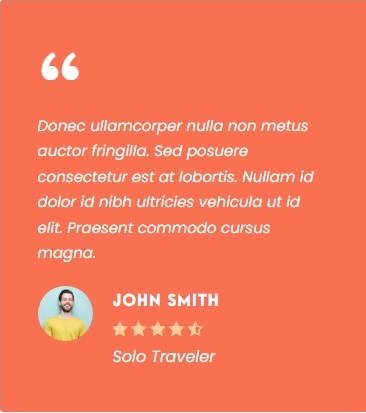 “
Donec ullamcorper nulla non metus
auctor fringilla. Sed posuere
consectetur est at lobortis. Nullam id
dolor id nibh ultricies vehicula ut id
elit. Praesent commodo cursus
magna.
JOHN SMITH
Solo Traveler